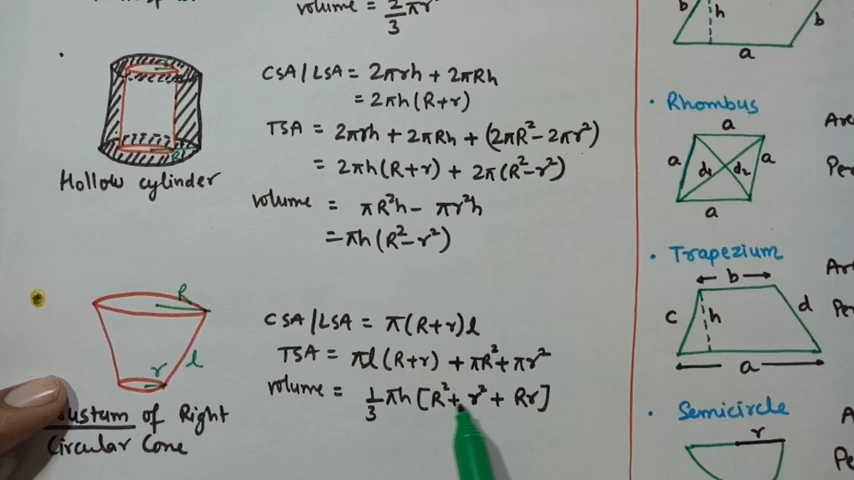 volume = 2/3 πr
CSA/LSA = 2πrh + 2πRh
= 2πh(R+r)
TSA = 2πrh + 2πRh + (2πR²-2πr²)
= 2πh(R+r) + 2π(R²-r²)
Hollow cylinder
volume = πR²h - πr²h
= πh(R²-r²)
R
r
l
CSA/LSA = π(R+r)l
TSA = πl(R+r) + πR²+πr²
volume = 1/3 πh[R²+r²+Rr]
of Right
Circular Cone
b
h
b
a
• Rhombus
a
a
d₁
d₂
a
a
• Trapezium
b
c
h
d
a
• Semicircle
r